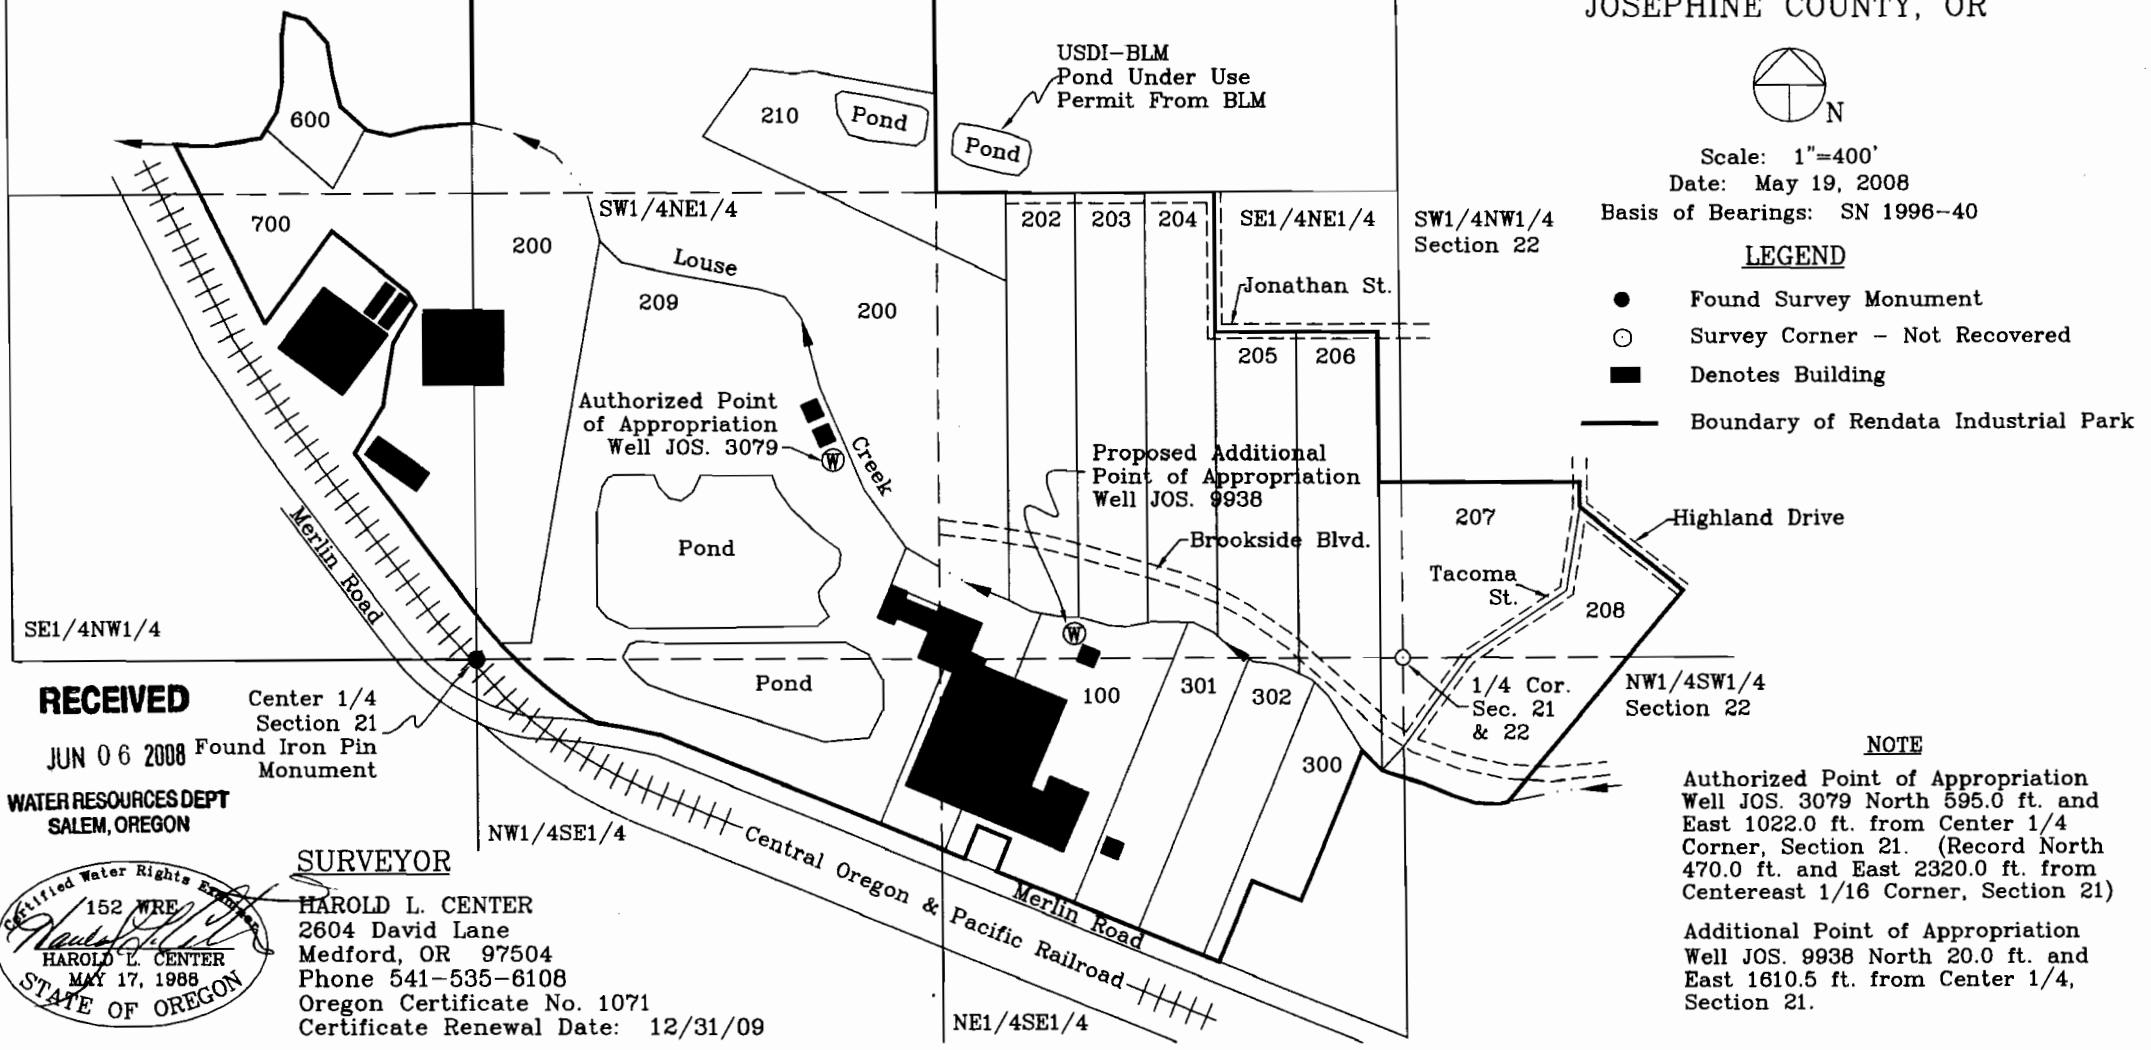 JOSEPHINE COUNTY, OR
N
Scale: 1"=400'
Date: May 19, 2008
Basis of Bearings: SN 1996-40
LEGEND
Found Survey Monument
Survey Corner - Not Recovered
Denotes Building
Boundary of Rendata Industrial Park
USDI-BLM
Pond Under Use
Permit From BLM
600
210
Pond
Pond
700
200
SW1/4NE1/4
202
203
204
SE1/4NE1/4
SW1/4NW1/4
Section 22
Louse
209
200
Jonathan St.
205
206
Authorized Point
of Appropriation
Well JOS. 3079
W
Creek
Proposed Additional
Point of Appropriation
Well JOS. 9938
Brookside Blvd.
207
Highland Drive
Tacoma
St.
208
Pond
Merlin Road
W
SE1/4NW1/4
Pond
100
301
302
300
1/4 Cor.
Sec. 21
& 22
NW1/4SW1/4
Section 22
RECEIVED
JUN 06 2008
WATER RESOURCES DEPT
SALEM, OREGON
Center 1/4
Section 21
Found Iron Pin
Monument
NW1/4SE1/4
Central Oregon & Pacific Railroad
Merlin Road
NE1/4SE1/4
NOTE
Authorized Point of Appropriation
Well JOS. 3079 North 595.0 ft. and
East 1022.0 ft. from Center 1/4
Corner, Section 21. (Record North
470.0 ft. and East 2320.0 ft. from
Centereast 1/16 Corner, Section 21)
Additional Point of Appropriation
Well JOS. 9938 North 20.0 ft. and
East 1610.5 ft. from Center 1/4,
Section 21.
SURVEYOR
HAROLD L. CENTER
2604 David Lane
Medford, OR 97504
Phone 541-535-6108
Oregon Certificate No. 1071
Certificate Renewal Date: 12/31/09
Certified Water Rights Examiner
152 WRE
HAROLD L. CENTER
MAY 17, 1988
STATE OF OREGON